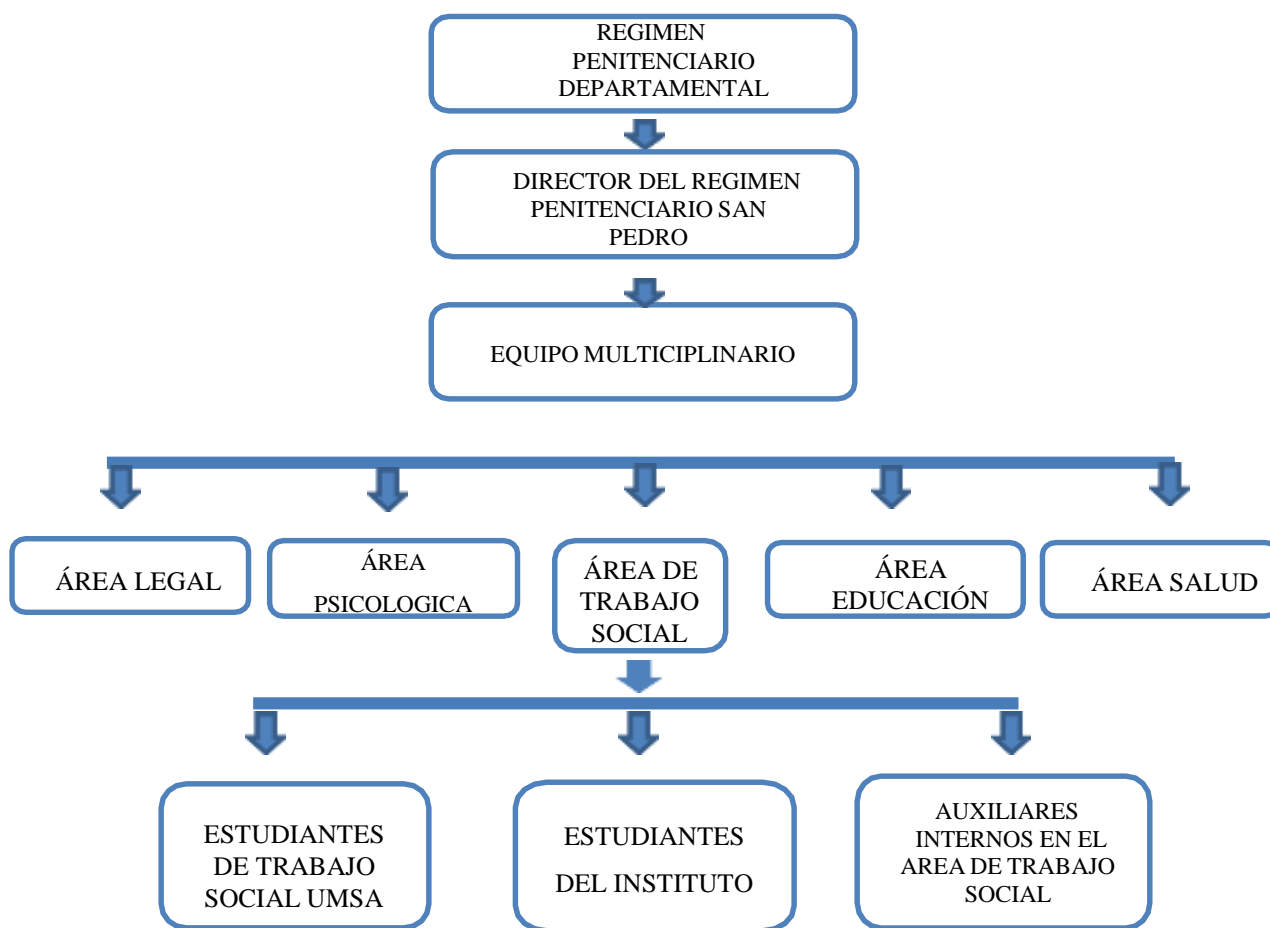 REGIMEN
PENITENCIARIO
DEPARTAMENTAL
DIRECTOR DEL REGIMEN
PENITENCIARIO SAN
PEDRO
EQUIPO MULTICIPLINARIO
ÁREA LEGAL
ÁREA
PSICOLOGICA
ÁREA DE
TRABAJO
SOCIAL
ÁREA
EDUCACIÓN
ÁREA SALUD
ESTUDIANTES
DE TRABAJO
SOCIAL UMSA
ESTUDIANTES
DEL INSTITUTO
AUXILIARES
INTERNOS EN EL
AREA DE TRABAJO
SOCIAL